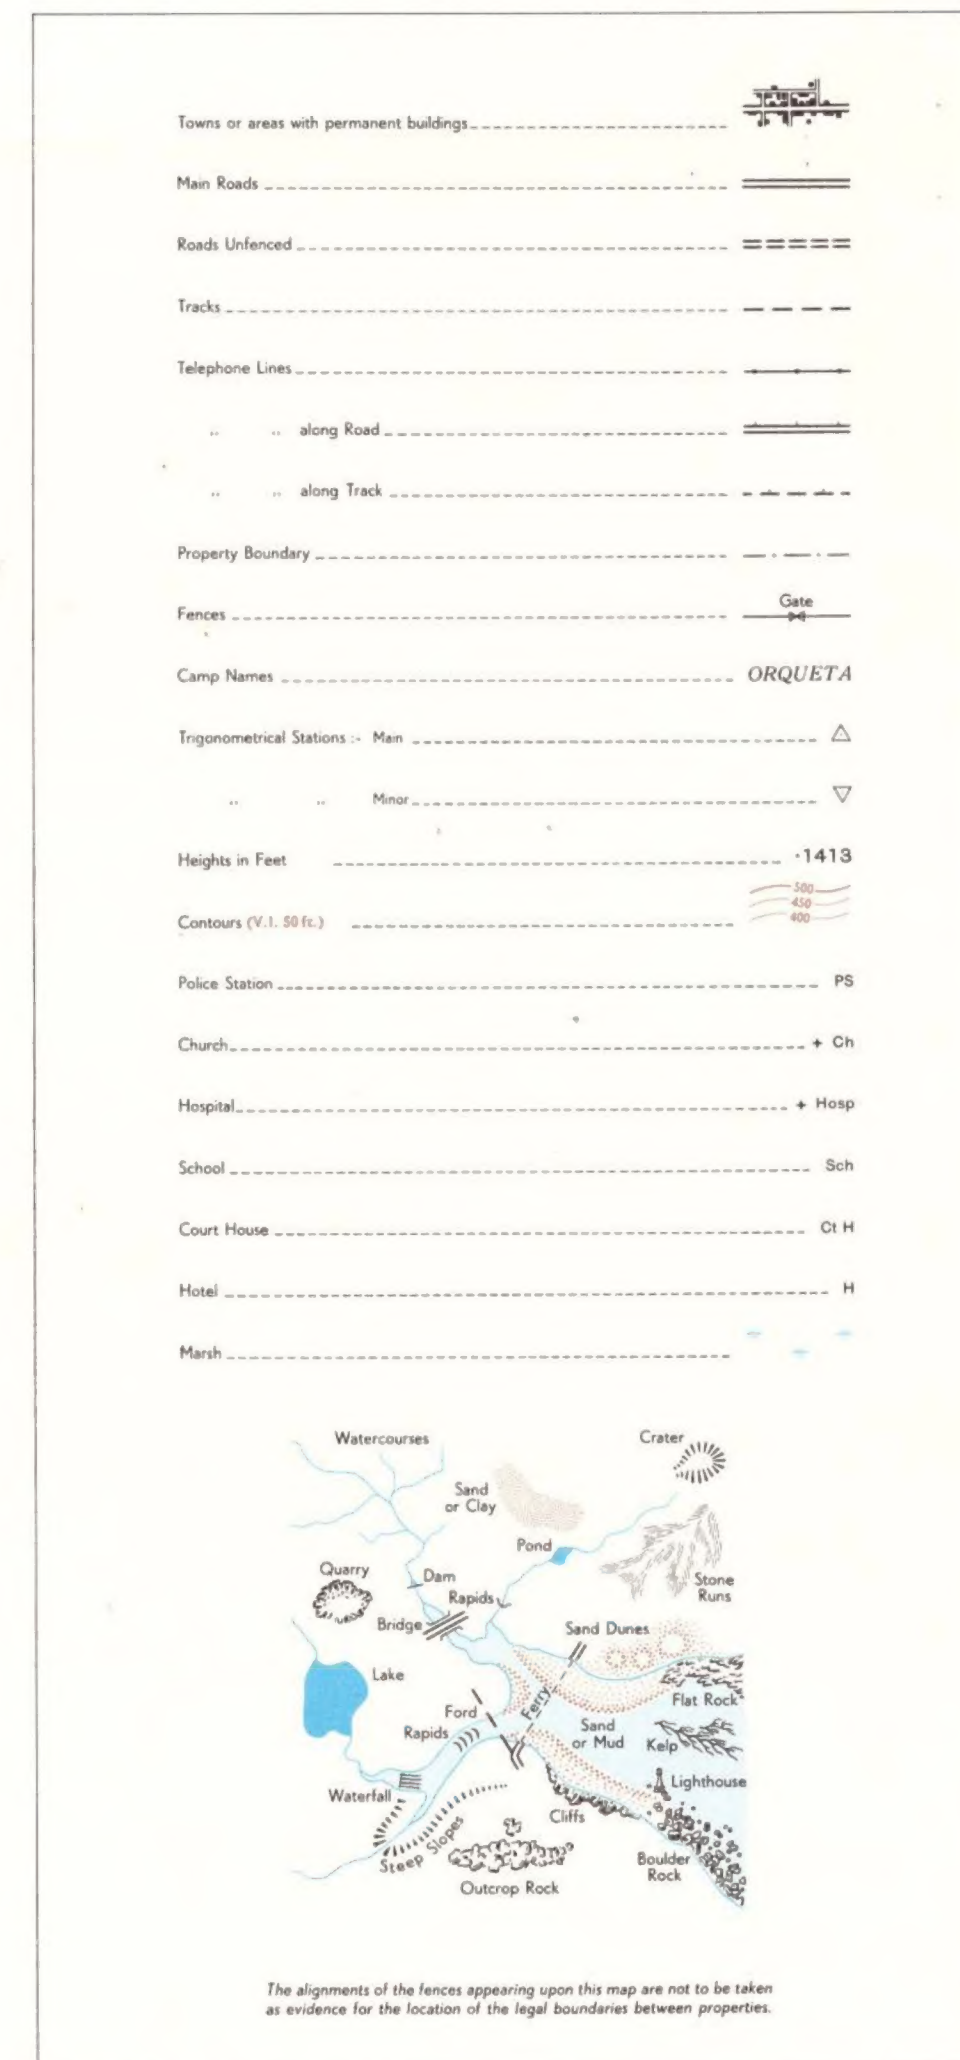 Towns or areas with permanent buildings
Main Roads
Roads Unfenced
Tracks
Telephone Lines
,, ,, along Road
,, ,, along Track
Property Boundary
Gate
Fences
Camp Names ORQUETA
Trigonometrical Stations :- Main
,, ,, Minor
Heights in Feet ·1413
500
450
Contours (V.I. 50 ft.) 400
Police Station PS
Church + Ch
Hospital + Hosp
School Sch
Court House Ct H
Hotel H
Marsh
Watercourses
Crater
Sand
or Clay
Pond
Quarry
Dam
Stone
Runs
Rapids
Bridge
Sand Dunes
Lake
Flat Rock
Ferry
Ford
Sand
or Mud
Rapids
Kelp
Lighthouse
Waterfall
Cliffs
Steep Slopes
Boulder
Rock
Outcrop Rock
The alignments of the fences appearing upon this map are not to be taken
as evidence for the location of the legal boundaries between properties.